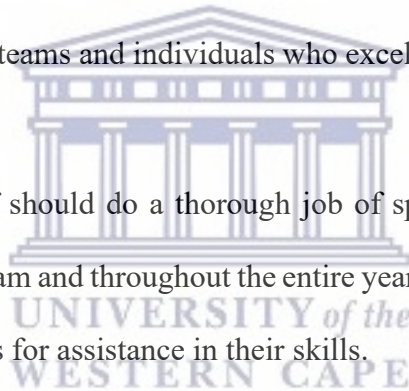 teams and individuals who excel
should do a thorough job of sp
am and throughout the entire year
UNIVERSITY of the
s for assistance in their skills.
WESTERN CAPE